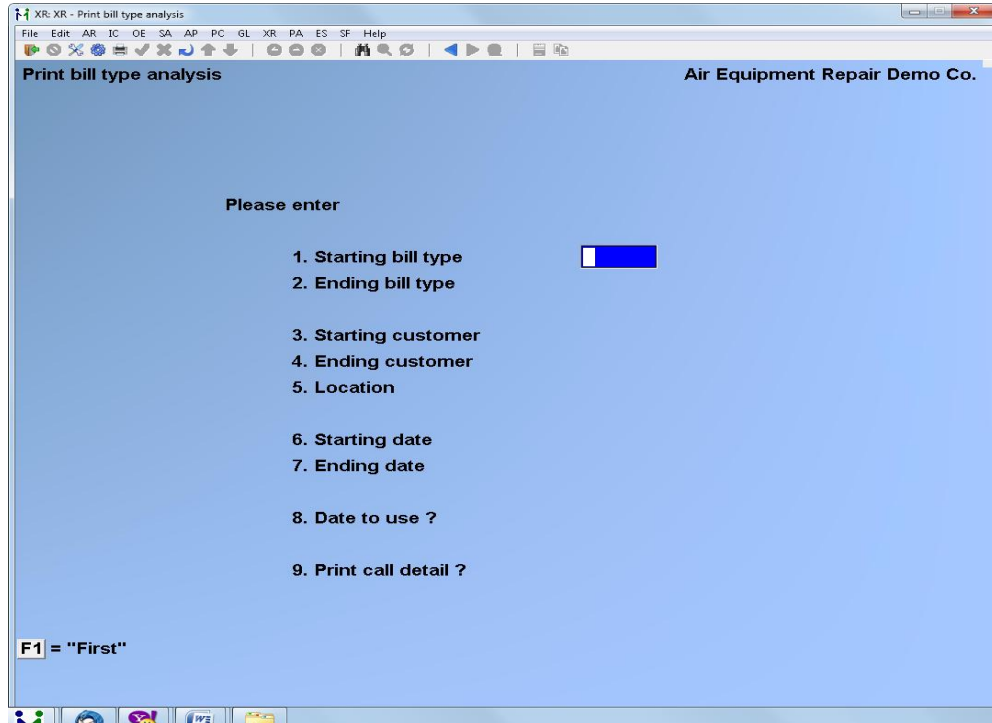 XR: XR - Print bill type analysis
File Edit AR IC OE SA AP PC GL XR PA ES SF Help
Print bill type analysis Air Equipment Repair Demo Co.
Please enter
1. Starting bill type
2. Ending bill type
3. Starting customer
4. Ending customer
5. Location
6. Starting date
7. Ending date
8. Date to use ?
9. Print call detail ?
F1 = "First"